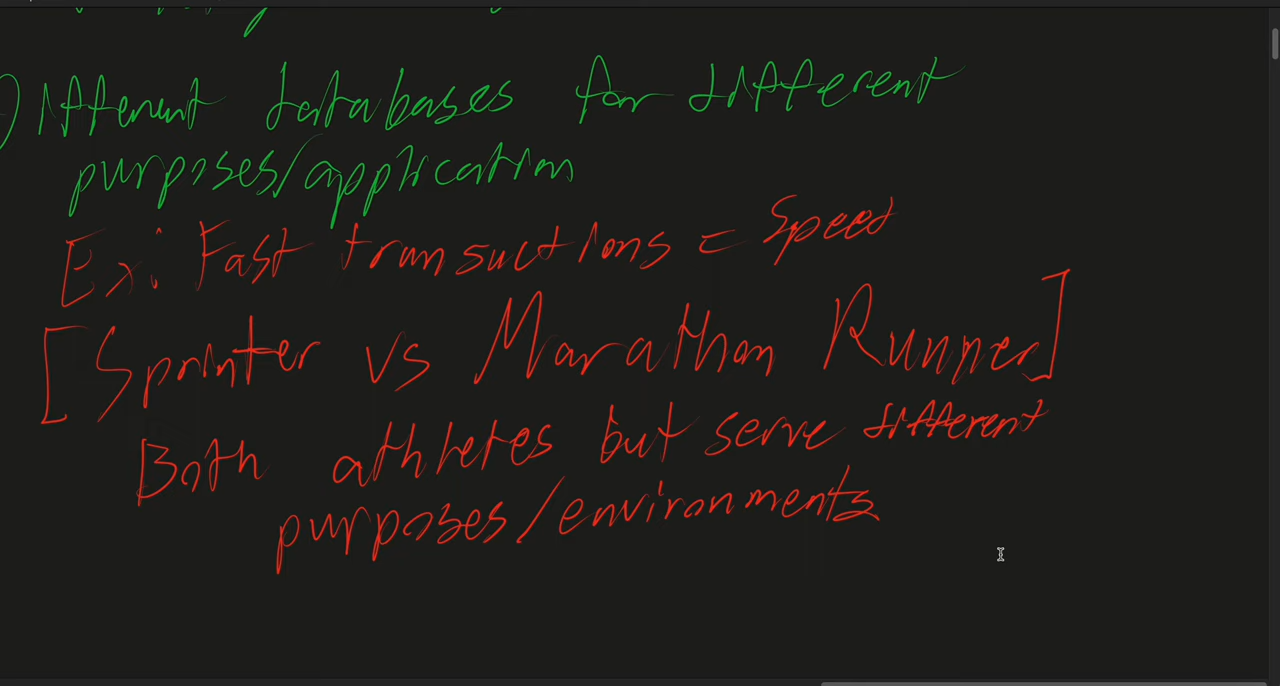 Different databases for different
purposes/application
Ex: Fast transactions = Speed
[Sprinter vs Marathon Runner]
Both athletes but serve different
purposes/environments